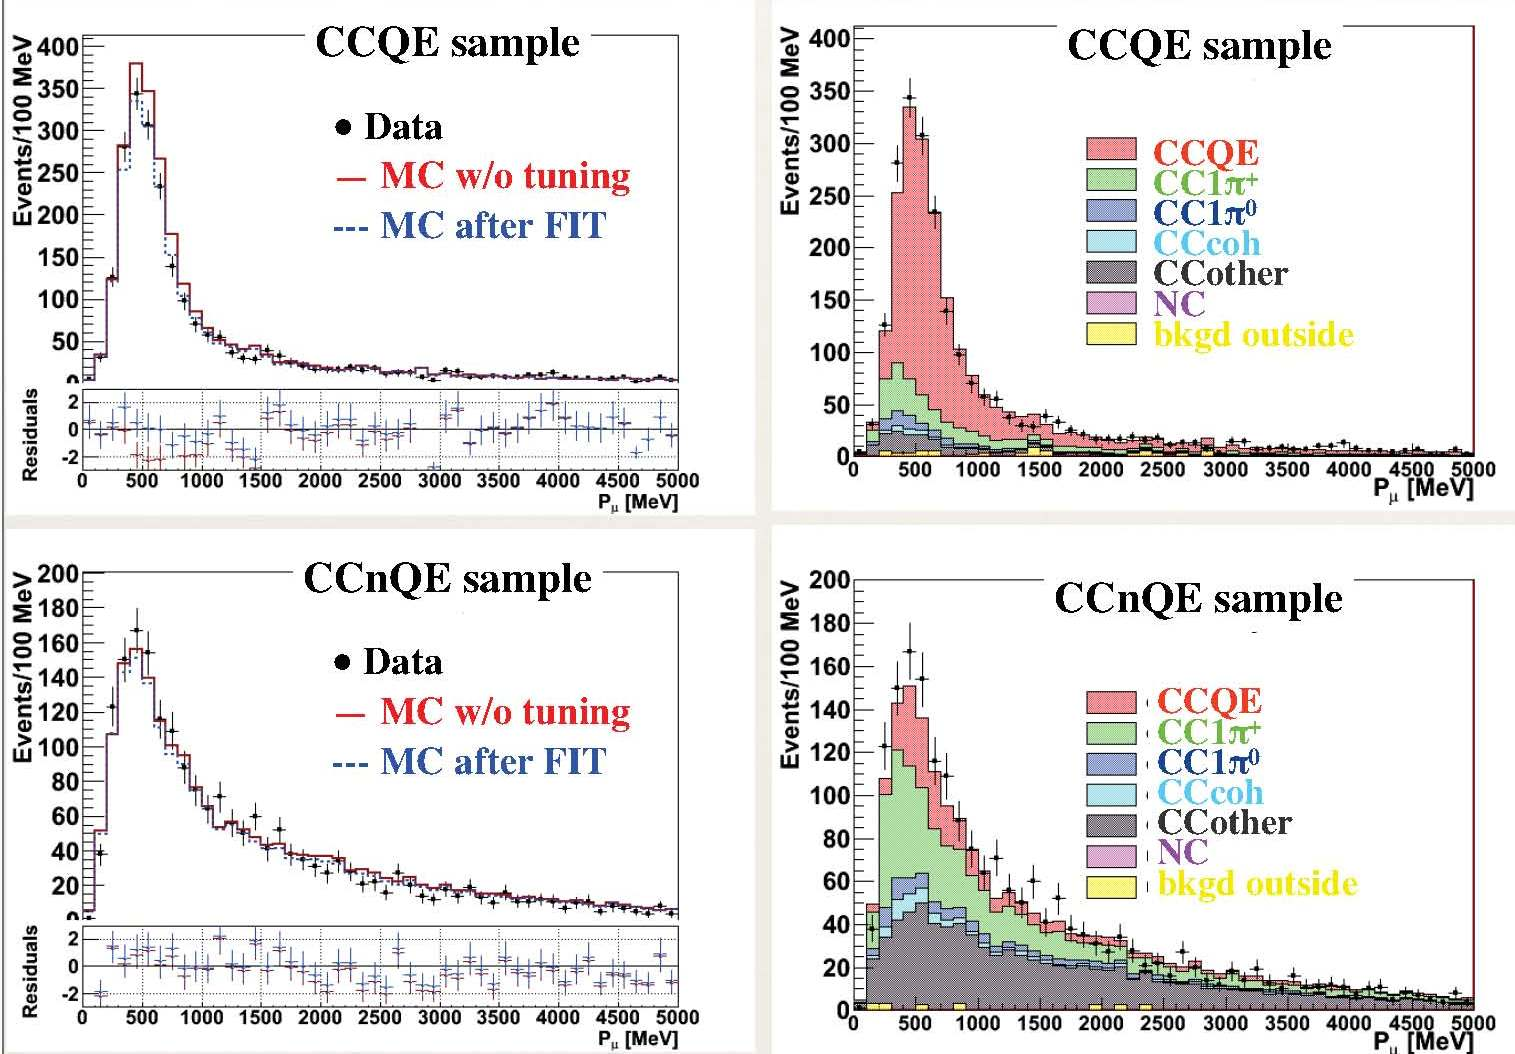 CCQE sample
Events/100 MeV
400
350
300
250
200
150
100
50
0
Data
MC w/o tuning
MC after FIT
Residuals
2
0
-2
0 500 1000 1500 2000 2500 3000 3500 4000 4500 5000
Pμ [MeV]
CCQE sample
Events/100 MeV
400
350
300
250
200
150
100
50
0
CCQE
CC1π+
CC1π0
CCcoh
CCother
NC
bkgd outside
0 500 1000 1500 2000 2500 3000 3500 4000 4500 5000
Pμ [MeV]
CCnQE sample
Events/100 MeV
200
180
160
140
120
100
80
60
40
20
0
Data
MC w/o tuning
MC after FIT
Residuals
2
0
-2
0 500 1000 1500 2000 2500 3000 3500 4000 4500 5000
Pμ [MeV]
CCnQE sample
Events/100 MeV
200
180
160
140
120
100
80
60
40
20
0
CCQE
CC1π+
CC1π0
CCcoh
CCother
NC
bkgd outside
0 500 1000 1500 2000 2500 3000 3500 4000 4500 5000
Pμ [MeV]